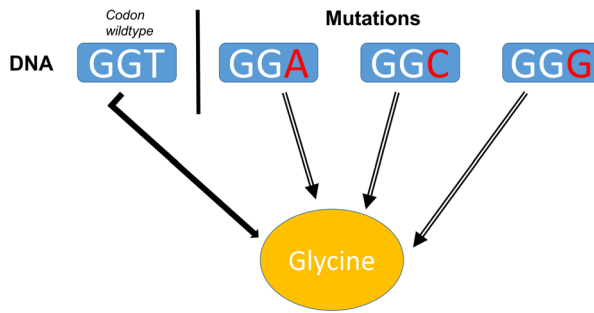 Codon
wildtype
Mutations
DNA
GGT
GGA
GGC
GGG
Glycine